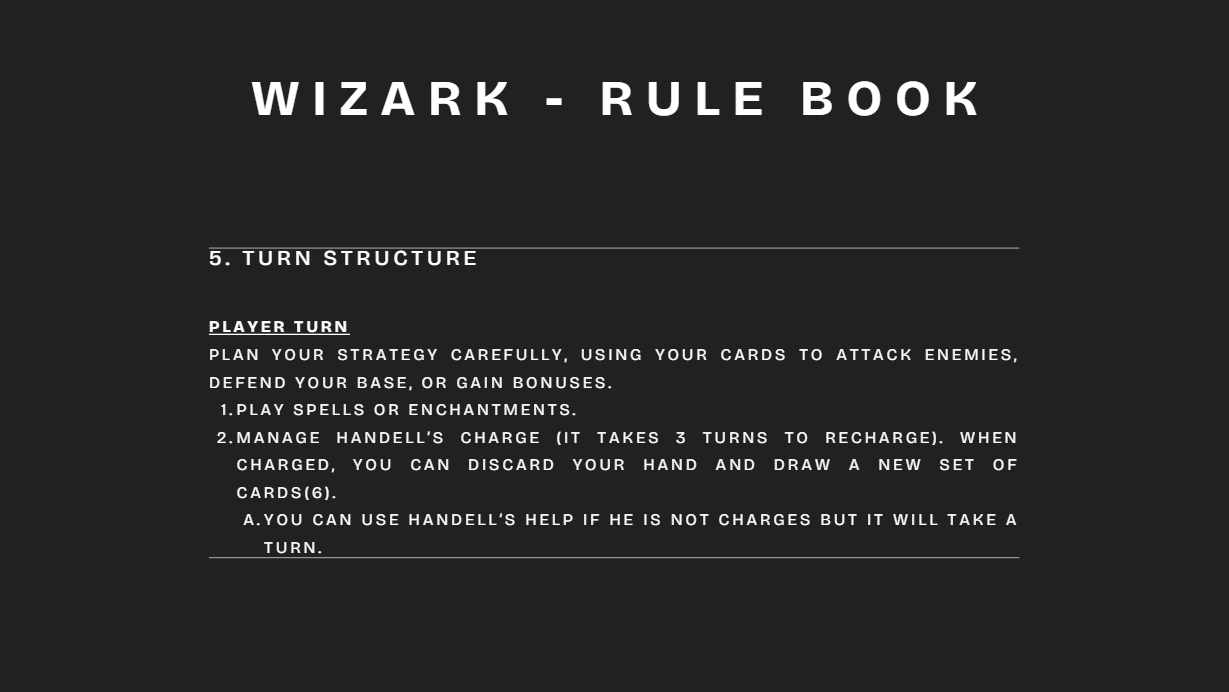 WIZARK - RULE BOOK
5. TURN STRUCTURE
PLAYER TURN
PLAN YOUR STRATEGY CAREFULLY, USING YOUR CARDS TO ATTACK ENEMIES,
DEFEND YOUR BASE, OR GAIN BONUSES.
1. PLAY SPELLS OR ENCHANTMENTS.
2. MANAGE HANDELL'S CHARGE (IT TAKES 3 TURNS TO RECHARGE). WHEN
CHARGED, YOU CAN DISCARD YOUR HAND AND DRAW A NEW SET OF
CARDS(6).
A. YOU CAN USE HANDELL'S HELP IF HE IS NOT CHARGES BUT IT WILL TAKE A
TURN.